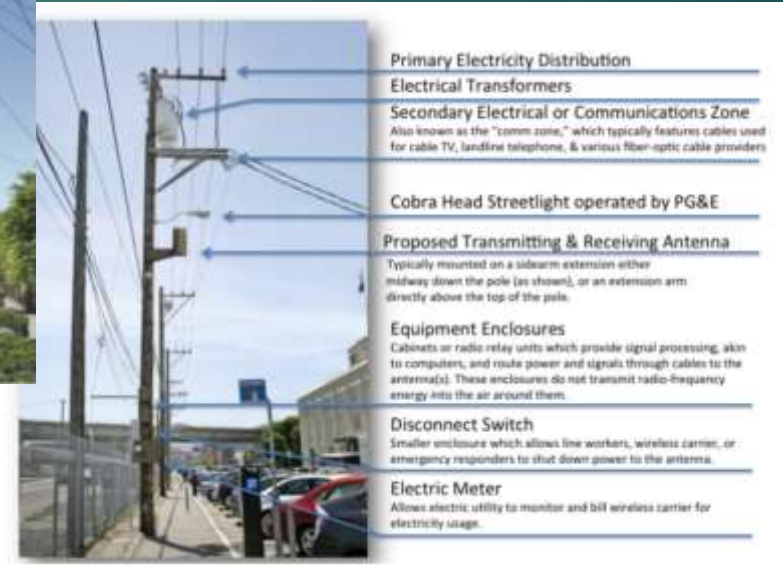 Primary Electricity Distribution
Electrical Transformers
Secondary Electrical or Communications Zone
Also known as the "comm zone," which typically features cables used
for cable TV, landline telephone, & various fiber-optic cable providers
Cobra Head Streetlight operated by PG&E
Proposed Transmitting & Receiving Antenna
Typically mounted on a sidearm extension either
midway down the pole (as shown), or an extension arm
directly above the top of the pole.
Equipment Enclosures
Cabinets or radio relay units which provide signal processing, akin
to computers, and route power and signals through cables to the
antenna(s). These enclosures do not transmit radio-frequency
energy into the air around them.
Disconnect Switch
Smaller enclosure which allows line workers, wireless carrier, or
emergency responders to shut down power to the antenna.
Electric Meter
Allows electric utility to monitor and bill wireless carrier for
electricity usage.